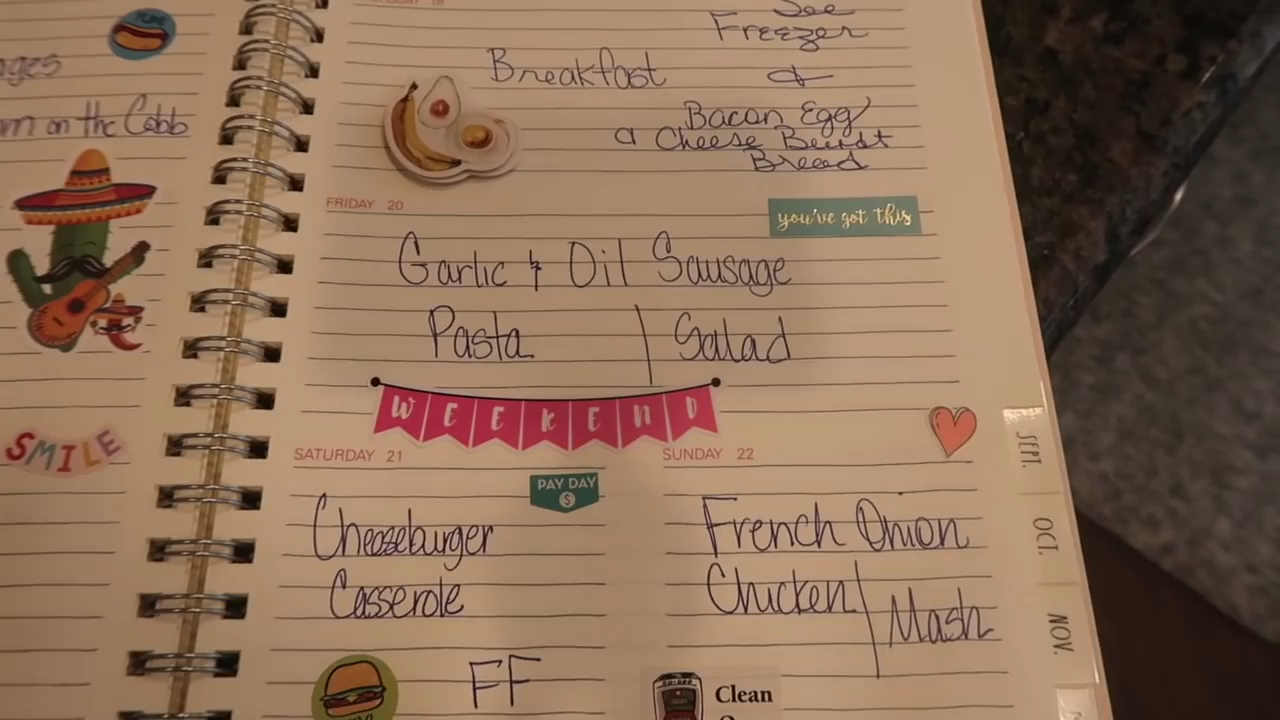 See
Freezer
Breakfast &
Bacon Egg
& Cheese Bundt
Bread
on the Cobb
SMILE
FRIDAY 20
you've got this
Garlic & Oil Sausage
Pasta | Salad
WEEKEND
SATURDAY 21
PAY DAY
$
Cheeseburger
Casserole
FF
SUNDAY 22
French Onion
Chicken | Mash
Clean
SEPT.
OCT.
NOV.